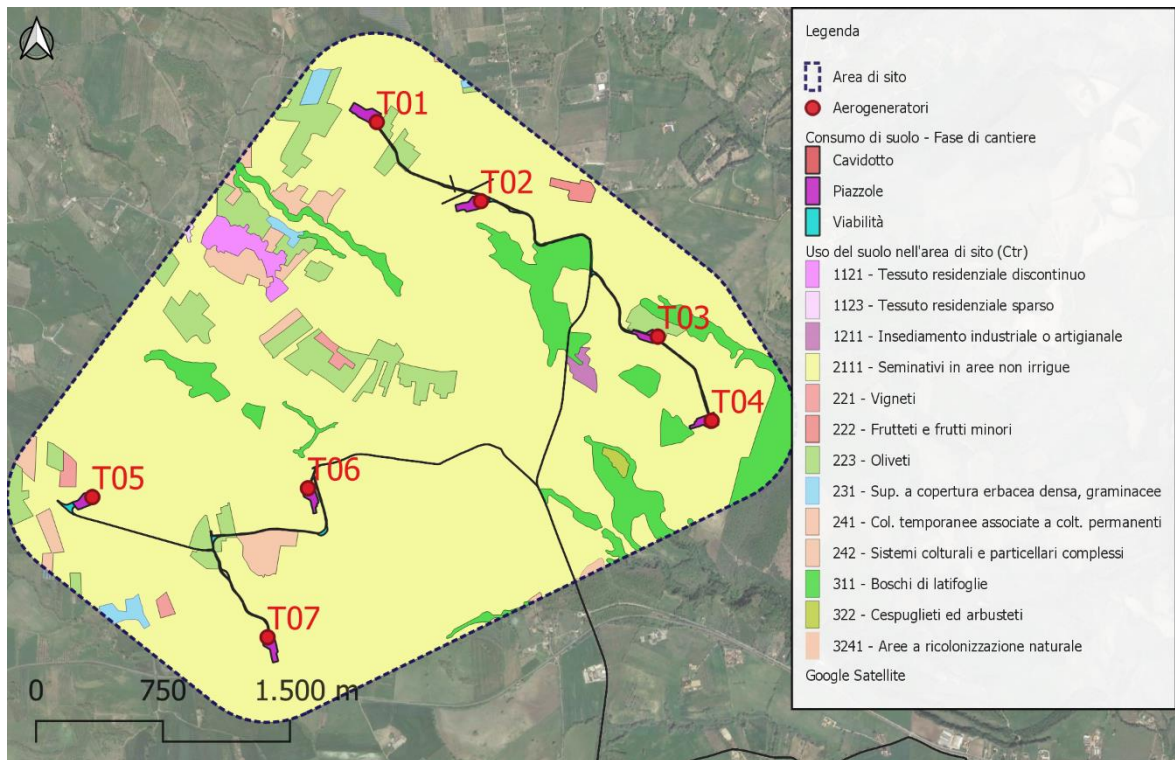 T01
T02
T03
T04
T05
T06
T07
0 750 1.500 m
Legenda
Area di sito
Aerogeneratori
Consumo di suolo - Fase di cantiere
Cavidotto
Piazzole
Viabilità
Uso del suolo nell'area di sito (Ctr)
1121 - Tessuto residenziale discontinuo
1123 - Tessuto residenziale sparso
1211 - Insediamento industriale o artigianale
2111 - Seminativi in aree non irrigue
221 - Vigneti
222 - Frutteti e frutti minori
223 - Oliveti
231 - Sup. a copertura erbacea densa, graminacee
241 - Col. temporanee associate a colt. permanenti
242 - Sistemi colturali e particellari complessi
311 - Boschi di latifoglie
322 - Cespuglieti ed arbusteti
3241 - Aree a ricolonizzazione naturale
Google Satellite